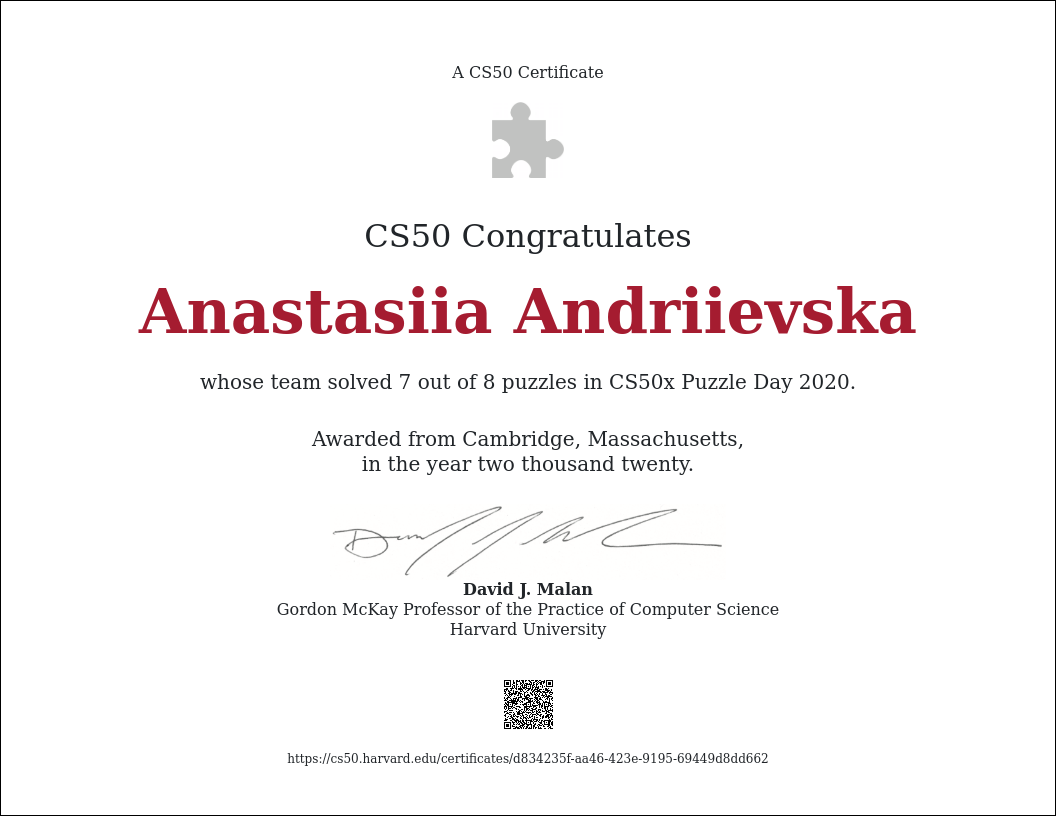 A CS50 Certificate
CS50 Congratulates
Anastasiia Andriievska
whose team solved 7 out of 8 puzzles in CS50x Puzzle Day 2020.
Awarded from Cambridge, Massachusetts,
in the year two thousand twenty.
David J. Malan
Gordon McKay Professor of the Practice of Computer Science
Harvard University
https://cs50.harvard.edu/certificates/d834235f-aa46-423e-9195-69449d8dd662